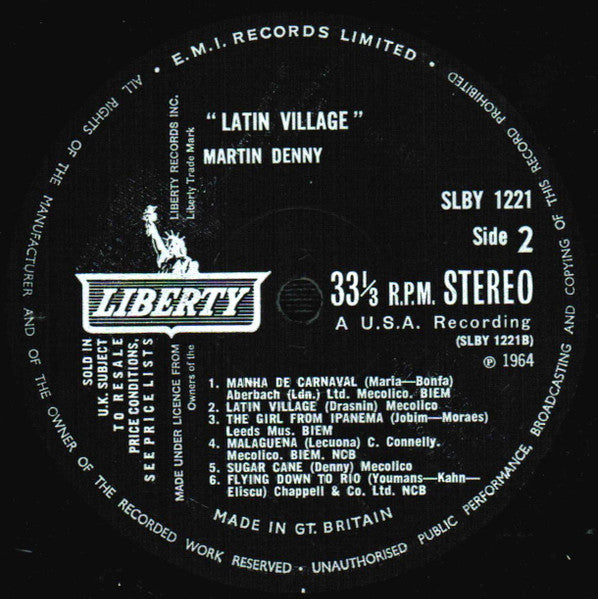 E.M.I. RECORDS LIMITED •
ALL RIGHTS OF THE MANUFACTURER AND OF THE OWNER OF THE RECORDED WORK RESERVED • UNAUTHORISED PUBLIC PERFORMANCE, BROADCASTING AND COPYING OF THIS RECORD PROHIBITED •
"LATIN VILLAGE"
MARTIN DENNY
LIBERTY RECORDS INC.
Liberty Trade Mark
SLBY 1221
Side 2
LIBERTY
33⅓ R.P.M. STEREO
A U.S.A. Recording
(SLBY 1221B)
℗ 1964
SOLD IN
U.K. SUBJECT
TO RESALE
PRICE CONDITIONS,
SEE PRICE LISTS
MADE UNDER LICENCE FROM
Owners of the
1. MANHA DE CARNAVAL (Maria—Bonfa)
Aberbach (Ldn.) Ltd. Mecolico. BIEM
2. LATIN VILLAGE (Drasnin) Mecolico
3. THE GIRL FROM IPANEMA (Jobim—Moraes)
Leeds Mus. BIEM
4. MALAGUENA (Lecuona) C. Connelly.
Mecolico. BIEM. NCB
5. SUGAR CANE (Denny) Mecolico
6. FLYING DOWN TO RIO (Youmans—Kahn—
Eliscu) Chappell & Co. Ltd. NCB
MADE IN GT. BRITAIN